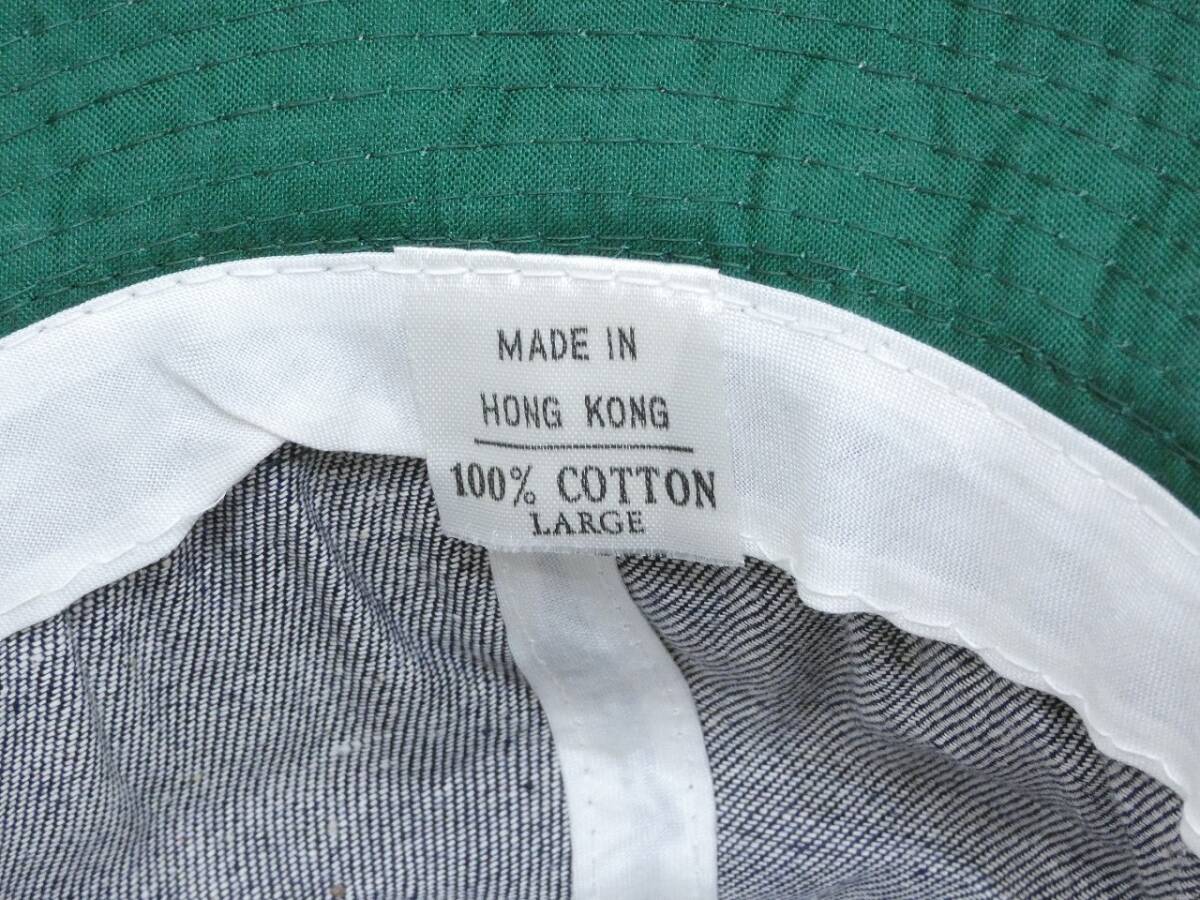 MADE IN
HONG KONG
100% COTTON
LARGE